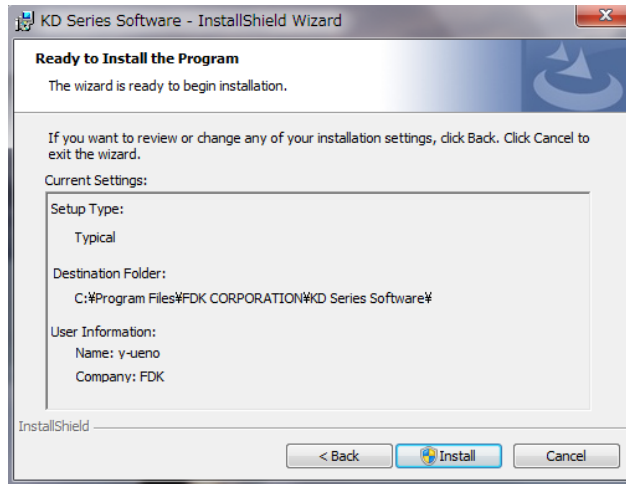 KD Series Software - InstallShield Wizard
Ready to Install the Program
The wizard is ready to begin installation.
If you want to review or change any of your installation settings, click Back. Click Cancel to
exit the wizard.
Current Settings:
Setup Type:
Typical
Destination Folder:
C:¥Program Files¥FDK CORPORATION¥KD Series Software¥
User Information:
Name: y-ueno
Company: FDK
InstallShield
< Back
Install
Cancel